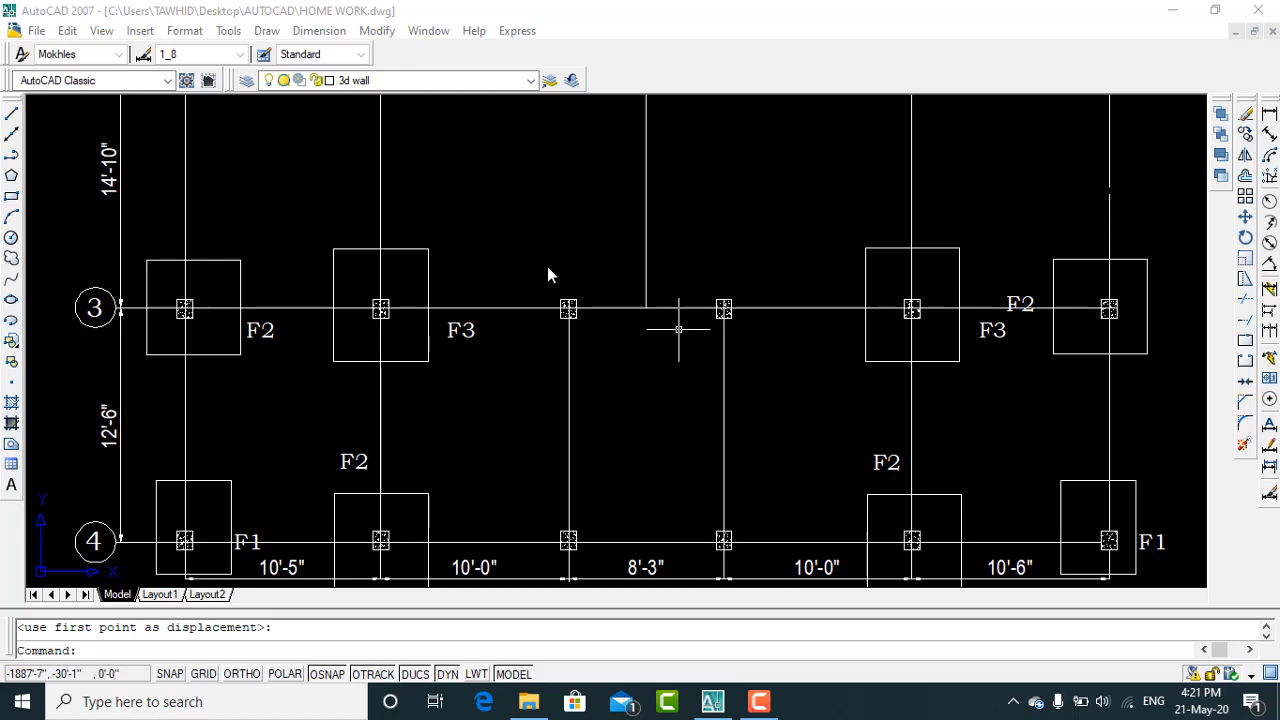 AutoCAD 2007 - [C:\Users\TAWHID\Desktop\AUTOCAD\HOME WORK.dwg]
File Edit View Insert Format Tools Draw Dimension Modify Window Help Express
Mokhles 1_8 Standard
AutoCAD Classic 3d wall
14'-10"
3 F2 F3 F2 F3
12'-6"
F2 F2
4 F1 F1
10'-5" 10'-0" 8'-3" 10'-0" 10'-6"
Y
X
A
Model Layout1 Layout2
<use first point as displacement>:
Command:
-1887'-7", -30'-1" , 0'-0" SNAP GRID ORTHO POLAR OSNAP OTRACK DUCS DYN LWT MODEL
Type here to search 1 ENG 4:21 PM 21-May-20 1